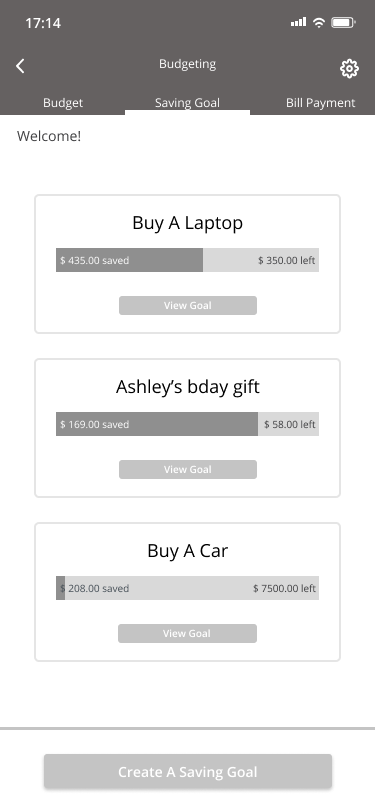 17:14
Budgeting
Budget Saving Goal Bill Payment
Welcome!
Buy A Laptop
$ 435.00 saved $ 350.00 left
View Goal
Ashley’s bday gift
$ 169.00 saved $ 58.00 left
View Goal
Buy A Car
$ 208.00 saved $ 7500.00 left
View Goal
Create A Saving Goal